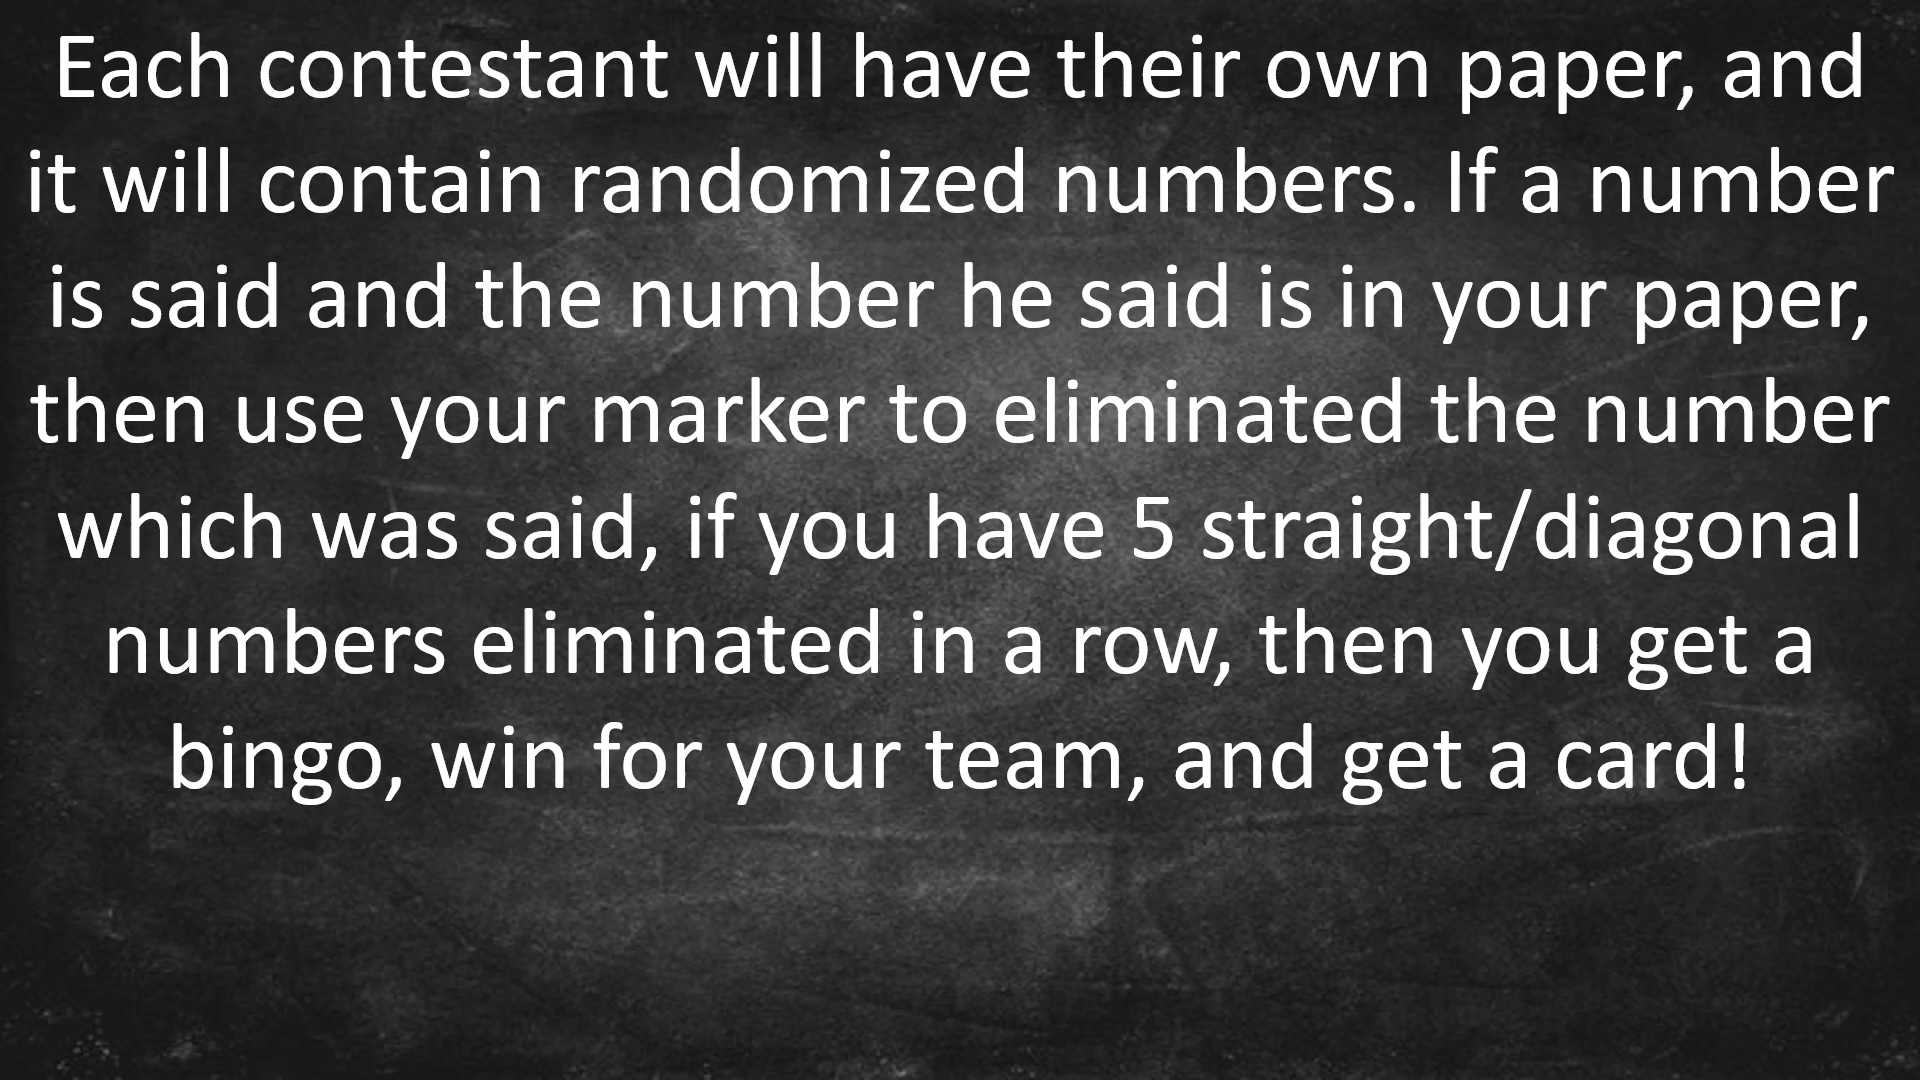 Each contestant will have their own paper, and
it will contain randomized numbers. If a number
is said and the number he said is in your paper,
then use your marker to eliminated the number
which was said, if you have 5 straight/diagonal
numbers eliminated in a row, then you get a
bingo, win for your team, and get a card!